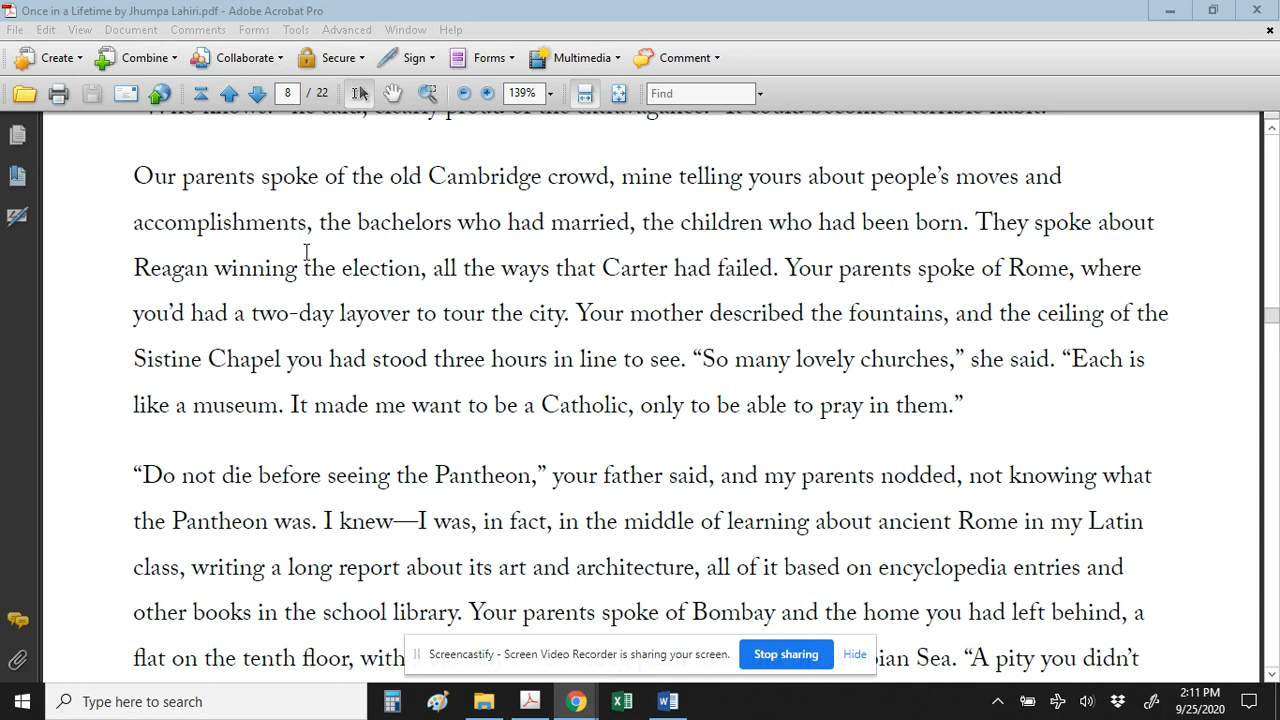 Once in a Lifetime by Jhumpa Lahiri.pdf - Adobe Acrobat Pro
File Edit View Document Comments Forms Tools Advanced Window Help
Create Combine Collaborate Secure Sign Forms Multimedia Comment
8 / 22 139% Find
he said, clearly proud of the extravagance. “It could become a terrible habit.”
Our parents spoke of the old Cambridge crowd, mine telling yours about people’s moves and
accomplishments, the bachelors who had married, the children who had been born. They spoke about
Reagan winning the election, all the ways that Carter had failed. Your parents spoke of Rome, where
you’d had a two-day layover to tour the city. Your mother described the fountains, and the ceiling of the
Sistine Chapel you had stood three hours in line to see. “So many lovely churches,” she said. “Each is
like a museum. It made me want to be a Catholic, only to be able to pray in them.”
“Do not die before seeing the Pantheon,” your father said, and my parents nodded, not knowing what
the Pantheon was. I knew—I was, in fact, in the middle of learning about ancient Rome in my Latin
class, writing a long report about its art and architecture, all of it based on encyclopedia entries and
other books in the school library. Your parents spoke of Bombay and the home you had left behind, a
flat on the tenth floor, with Sea. “A pity you didn’t
Screencastify - Screen Video Recorder is sharing your screen. Stop sharing Hide
Type here to search
2:11 PM
9/25/2020